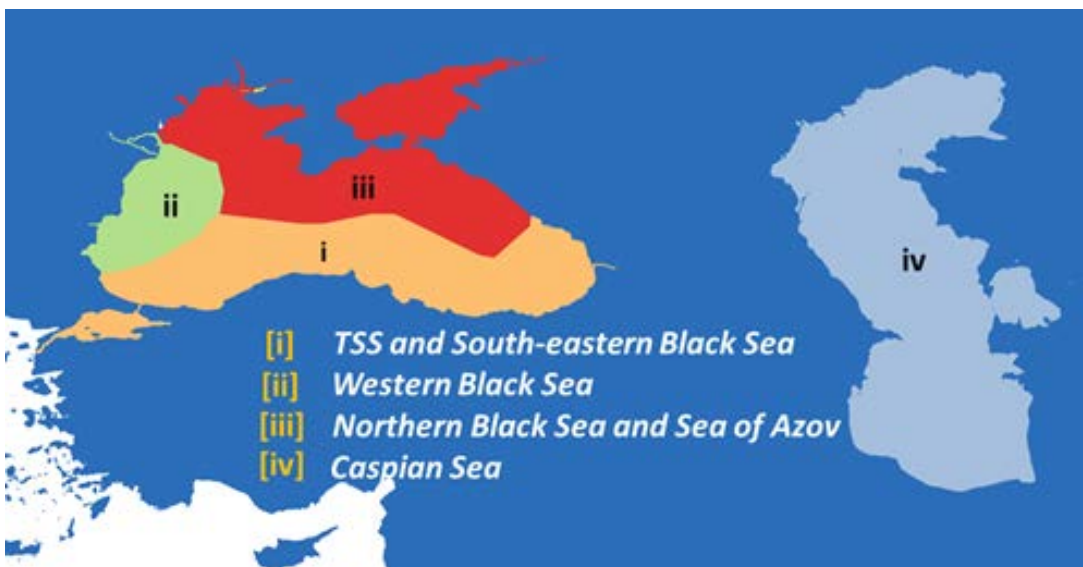 iii
ii
i
iv
[i] TSS and South-eastern Black Sea
[ii] Western Black Sea
[iii] Northern Black Sea and Sea of Azov
[iv] Caspian Sea